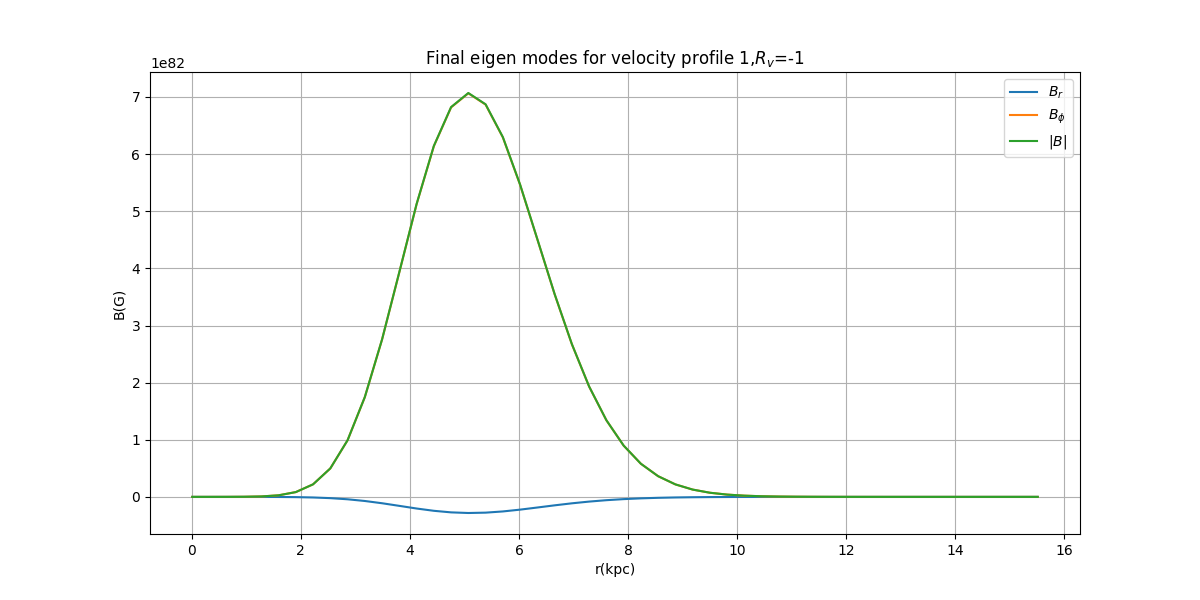 Final eigen modes for velocity profile 1,$R_v$=-1
1e82
7
6
5
4
3
2
1
0
B(G)
0 2 4 6 8 10 12 14 16
r(kpc)
$B_r$
$B_\phi$
|B|